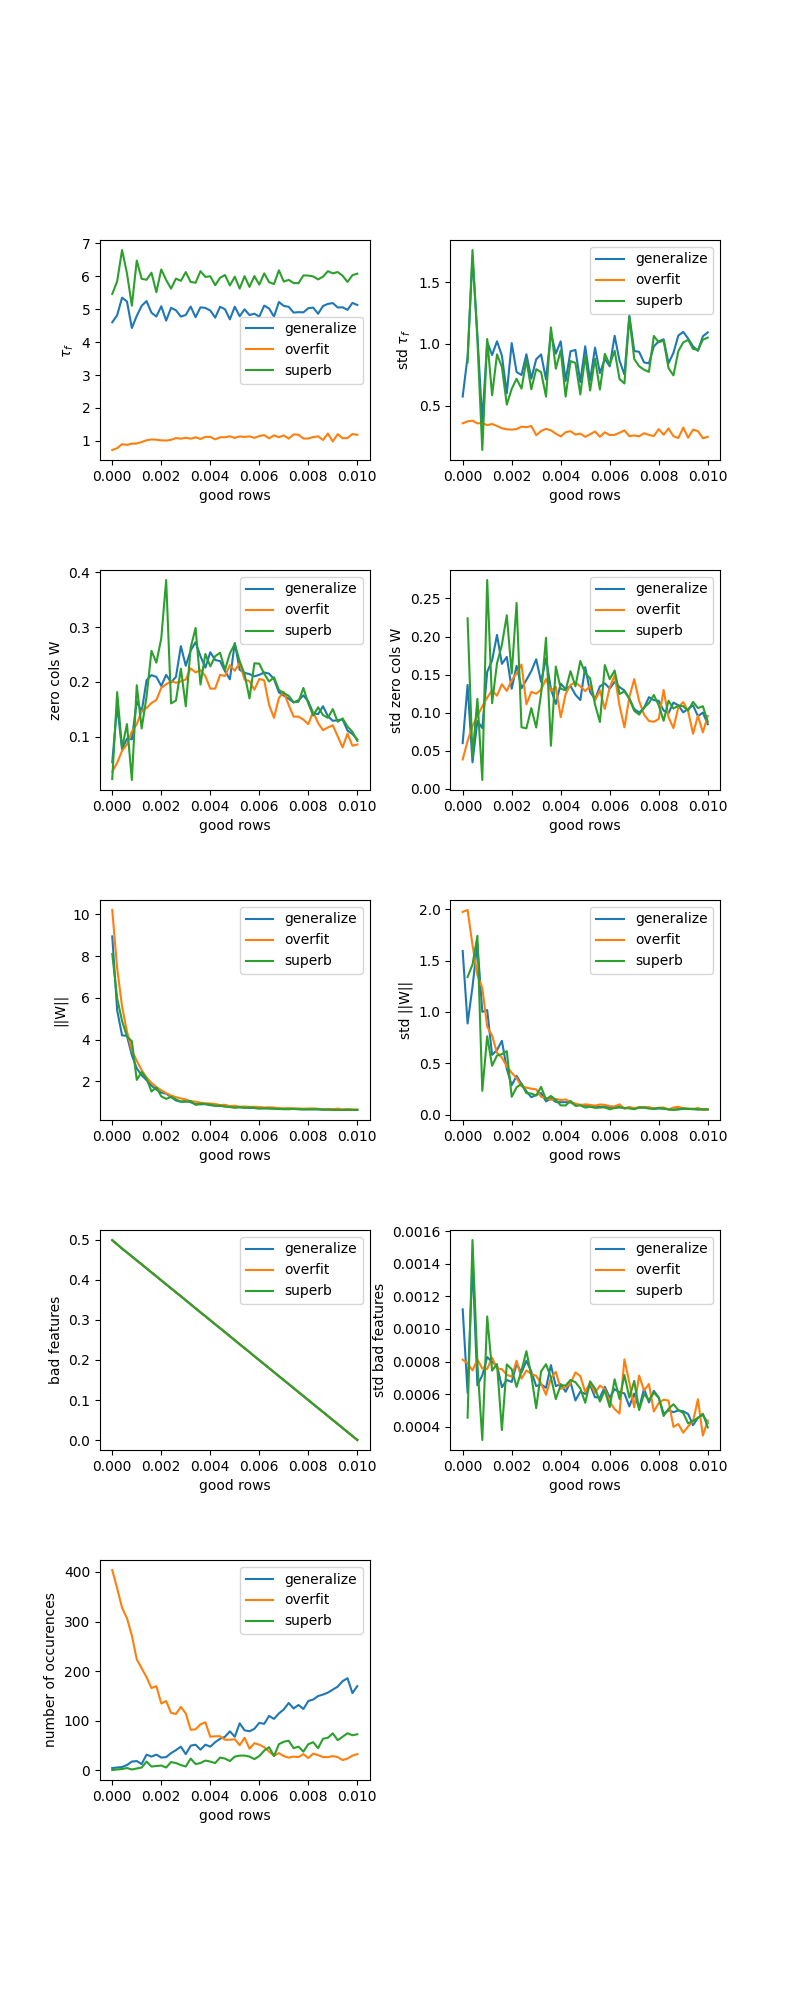 7
6
5
4
3
2
1
τf
generalize
overfit
superb
0.000 0.002 0.004 0.006 0.008 0.010
good rows
1.5
1.0
0.5
std τf
generalize
overfit
superb
0.000 0.002 0.004 0.006 0.008 0.010
good rows
0.4
0.3
0.2
0.1
zero cols W
generalize
overfit
superb
0.000 0.002 0.004 0.006 0.008 0.010
good rows
0.25
0.20
0.15
0.10
0.05
0.00
std zero cols W
generalize
overfit
superb
0.000 0.002 0.004 0.006 0.008 0.010
good rows
10
8
6
4
2
||W||
generalize
overfit
superb
0.000 0.002 0.004 0.006 0.008 0.010
good rows
2.0
1.5
1.0
0.5
0.0
std ||W||
generalize
overfit
superb
0.000 0.002 0.004 0.006 0.008 0.010
good rows
0.5
0.4
0.3
0.2
0.1
0.0
bad features
generalize
overfit
superb
0.000 0.002 0.004 0.006 0.008 0.010
good rows
0.0016
0.0014
0.0012
0.0010
0.0008
0.0006
0.0004
std bad features
generalize
overfit
superb
0.000 0.002 0.004 0.006 0.008 0.010
good rows
400
300
200
100
0
number of occurences
generalize
overfit
superb
0.000 0.002 0.004 0.006 0.008 0.010
good rows